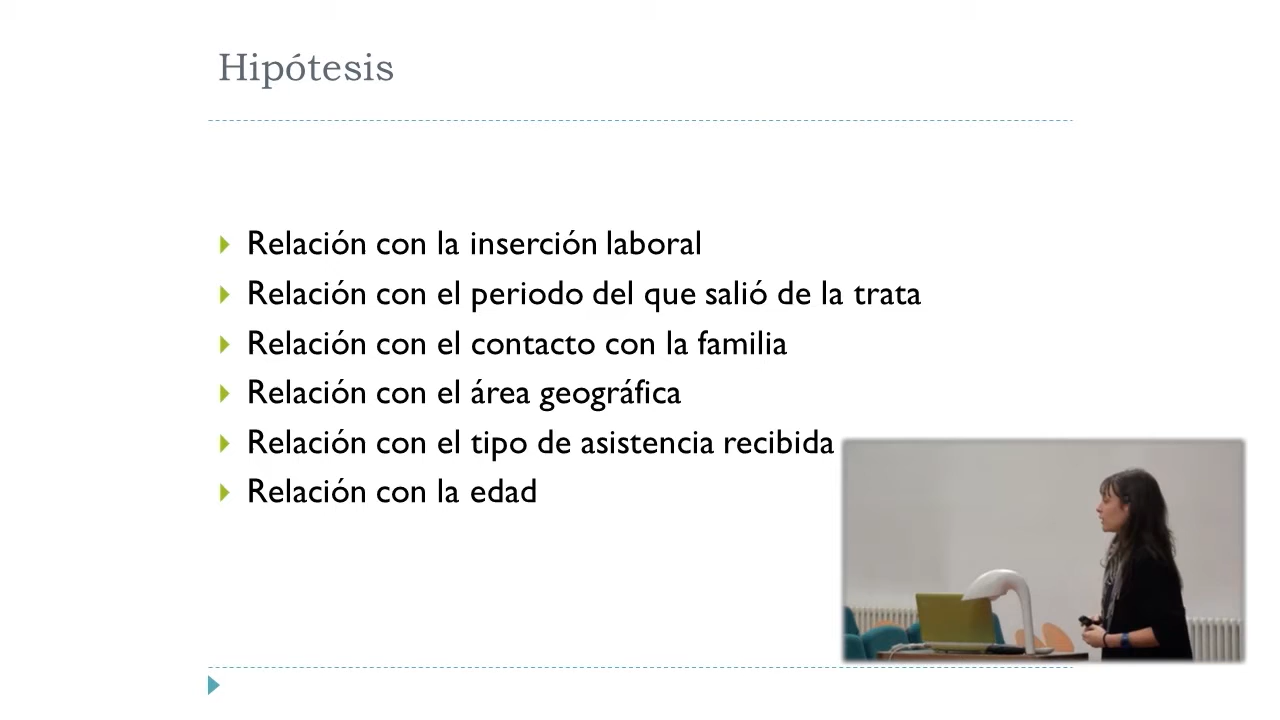 Hipótesis
Relación con la inserción laboral
Relación con el periodo del que salió de la trata
Relación con el contacto con la familia
Relación con el área geográfica
Relación con el tipo de asistencia recibida
Relación con la edad